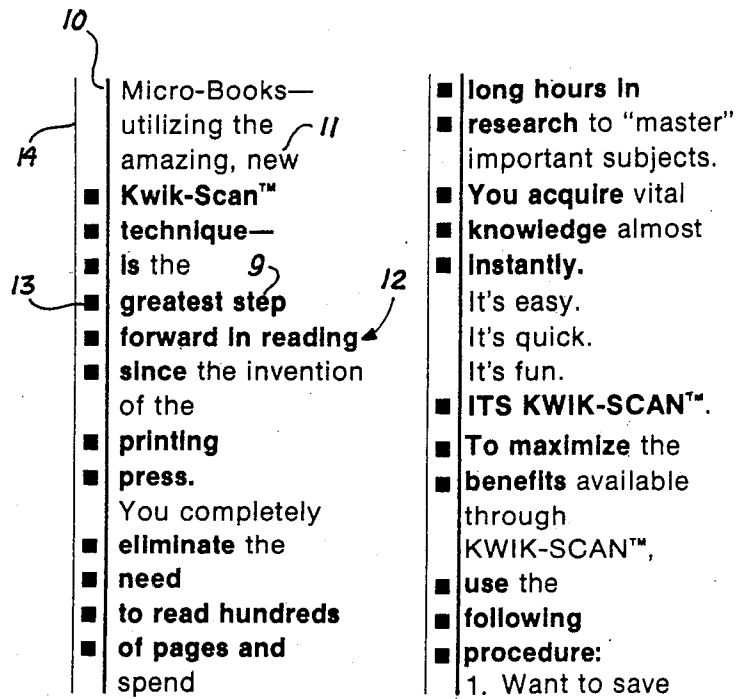 10
Micro-Books—
utilizing the
11
14
amazing, new
■ Kwik-Scan™
■ technique—
■ is the
9
13
■ greatest step
12
■ forward in reading
■ since the invention
of the
■ printing
■ press.
You completely
■ eliminate the
■ need
■ to read hundreds
■ of pages and
spend
■ long hours in
■ research to “master”
important subjects.
■ You acquire vital
■ knowledge almost
■ instantly.
It's easy.
It's quick.
It's fun.
■ ITS KWIK-SCAN™.
■ To maximize the
■ benefits available
through
KWIK-SCAN™,
■ use the
■ following
■ procedure:
1. Want to save